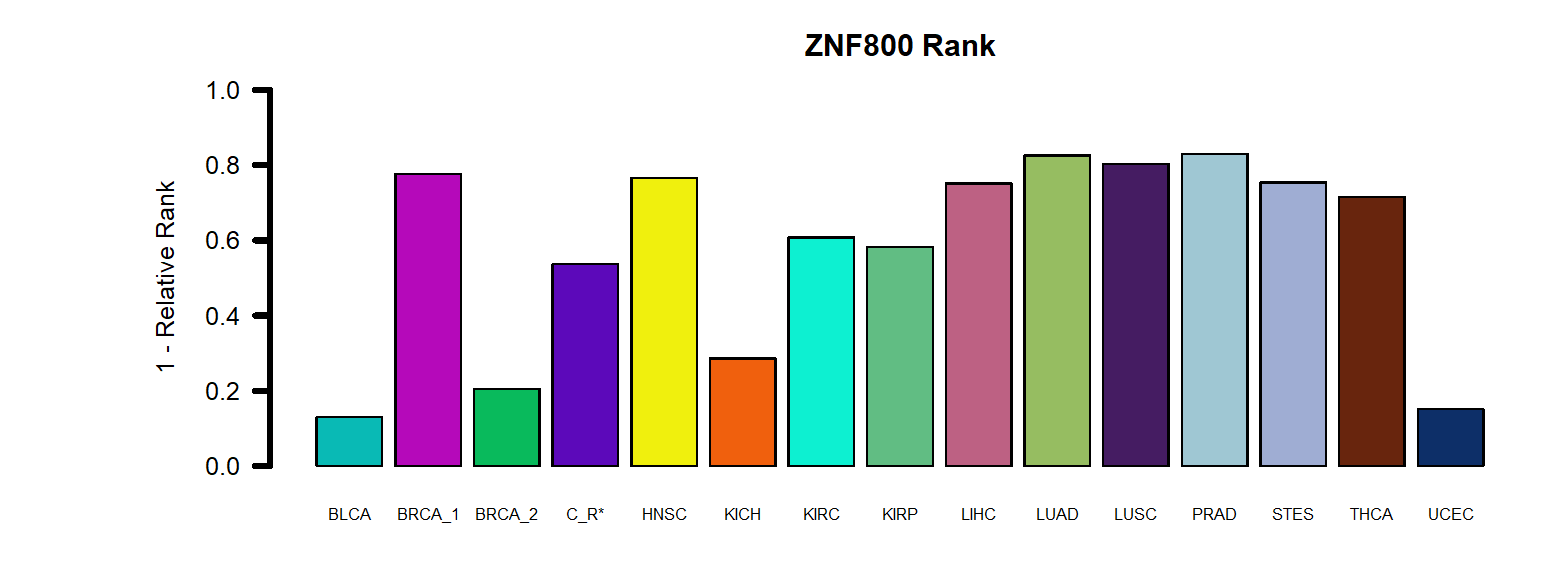 ZNF800 Rank
1 - Relative Rank
1.0
0.8
0.6
0.4
0.2
0.0
BLCA BRCA_1 BRCA_2 C_R* HNSC KICH KIRC KIRP LIHC LUAD LUSC PRAD STES THCA UCEC